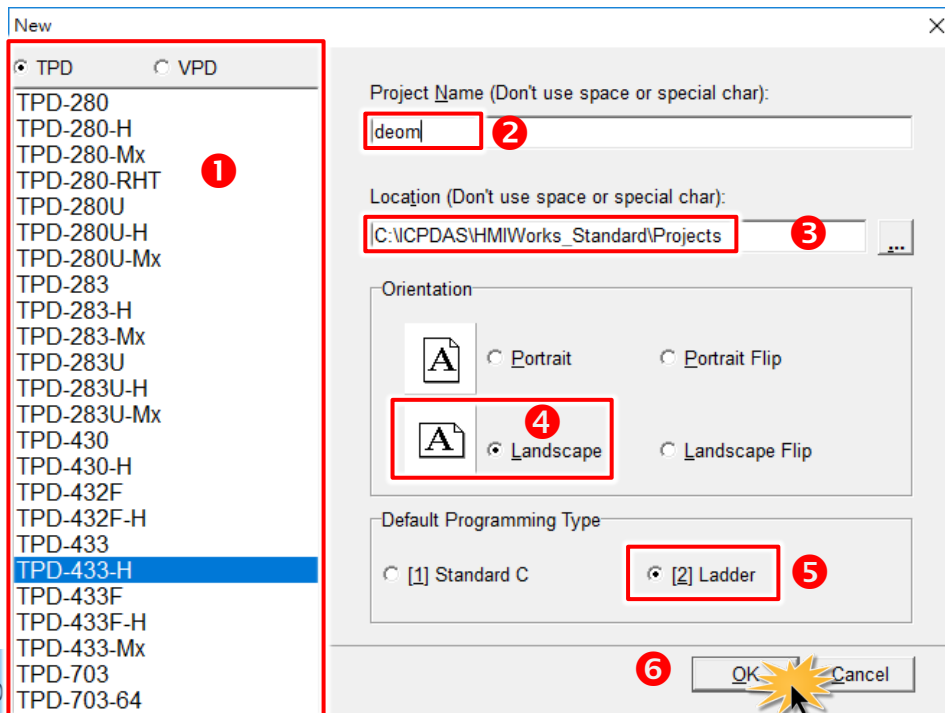 New
TPD VPD
TPD-280
TPD-280-H
TPD-280-Mx
TPD-280-RHT
TPD-280U
TPD-280U-H
TPD-280U-Mx
TPD-283
TPD-283-H
TPD-283-Mx
TPD-283U
TPD-283U-H
TPD-283U-Mx
TPD-430
TPD-430-H
TPD-432F
TPD-432F-H
TPD-433
TPD-433-H
TPD-433F
TPD-433F-H
TPD-433-Mx
TPD-703
TPD-703-64
1
Project Name (Don't use space or special char):
deom 2
Location (Don't use space or special char):
C:\ICPDAS\HMIWorks_Standard\Projects 3 ...
Orientation
A Portrait Portrait Flip
4
A Landscape Landscape Flip
Default Programming Type
[1] Standard C [2] Ladder 5
6 OK Cancel